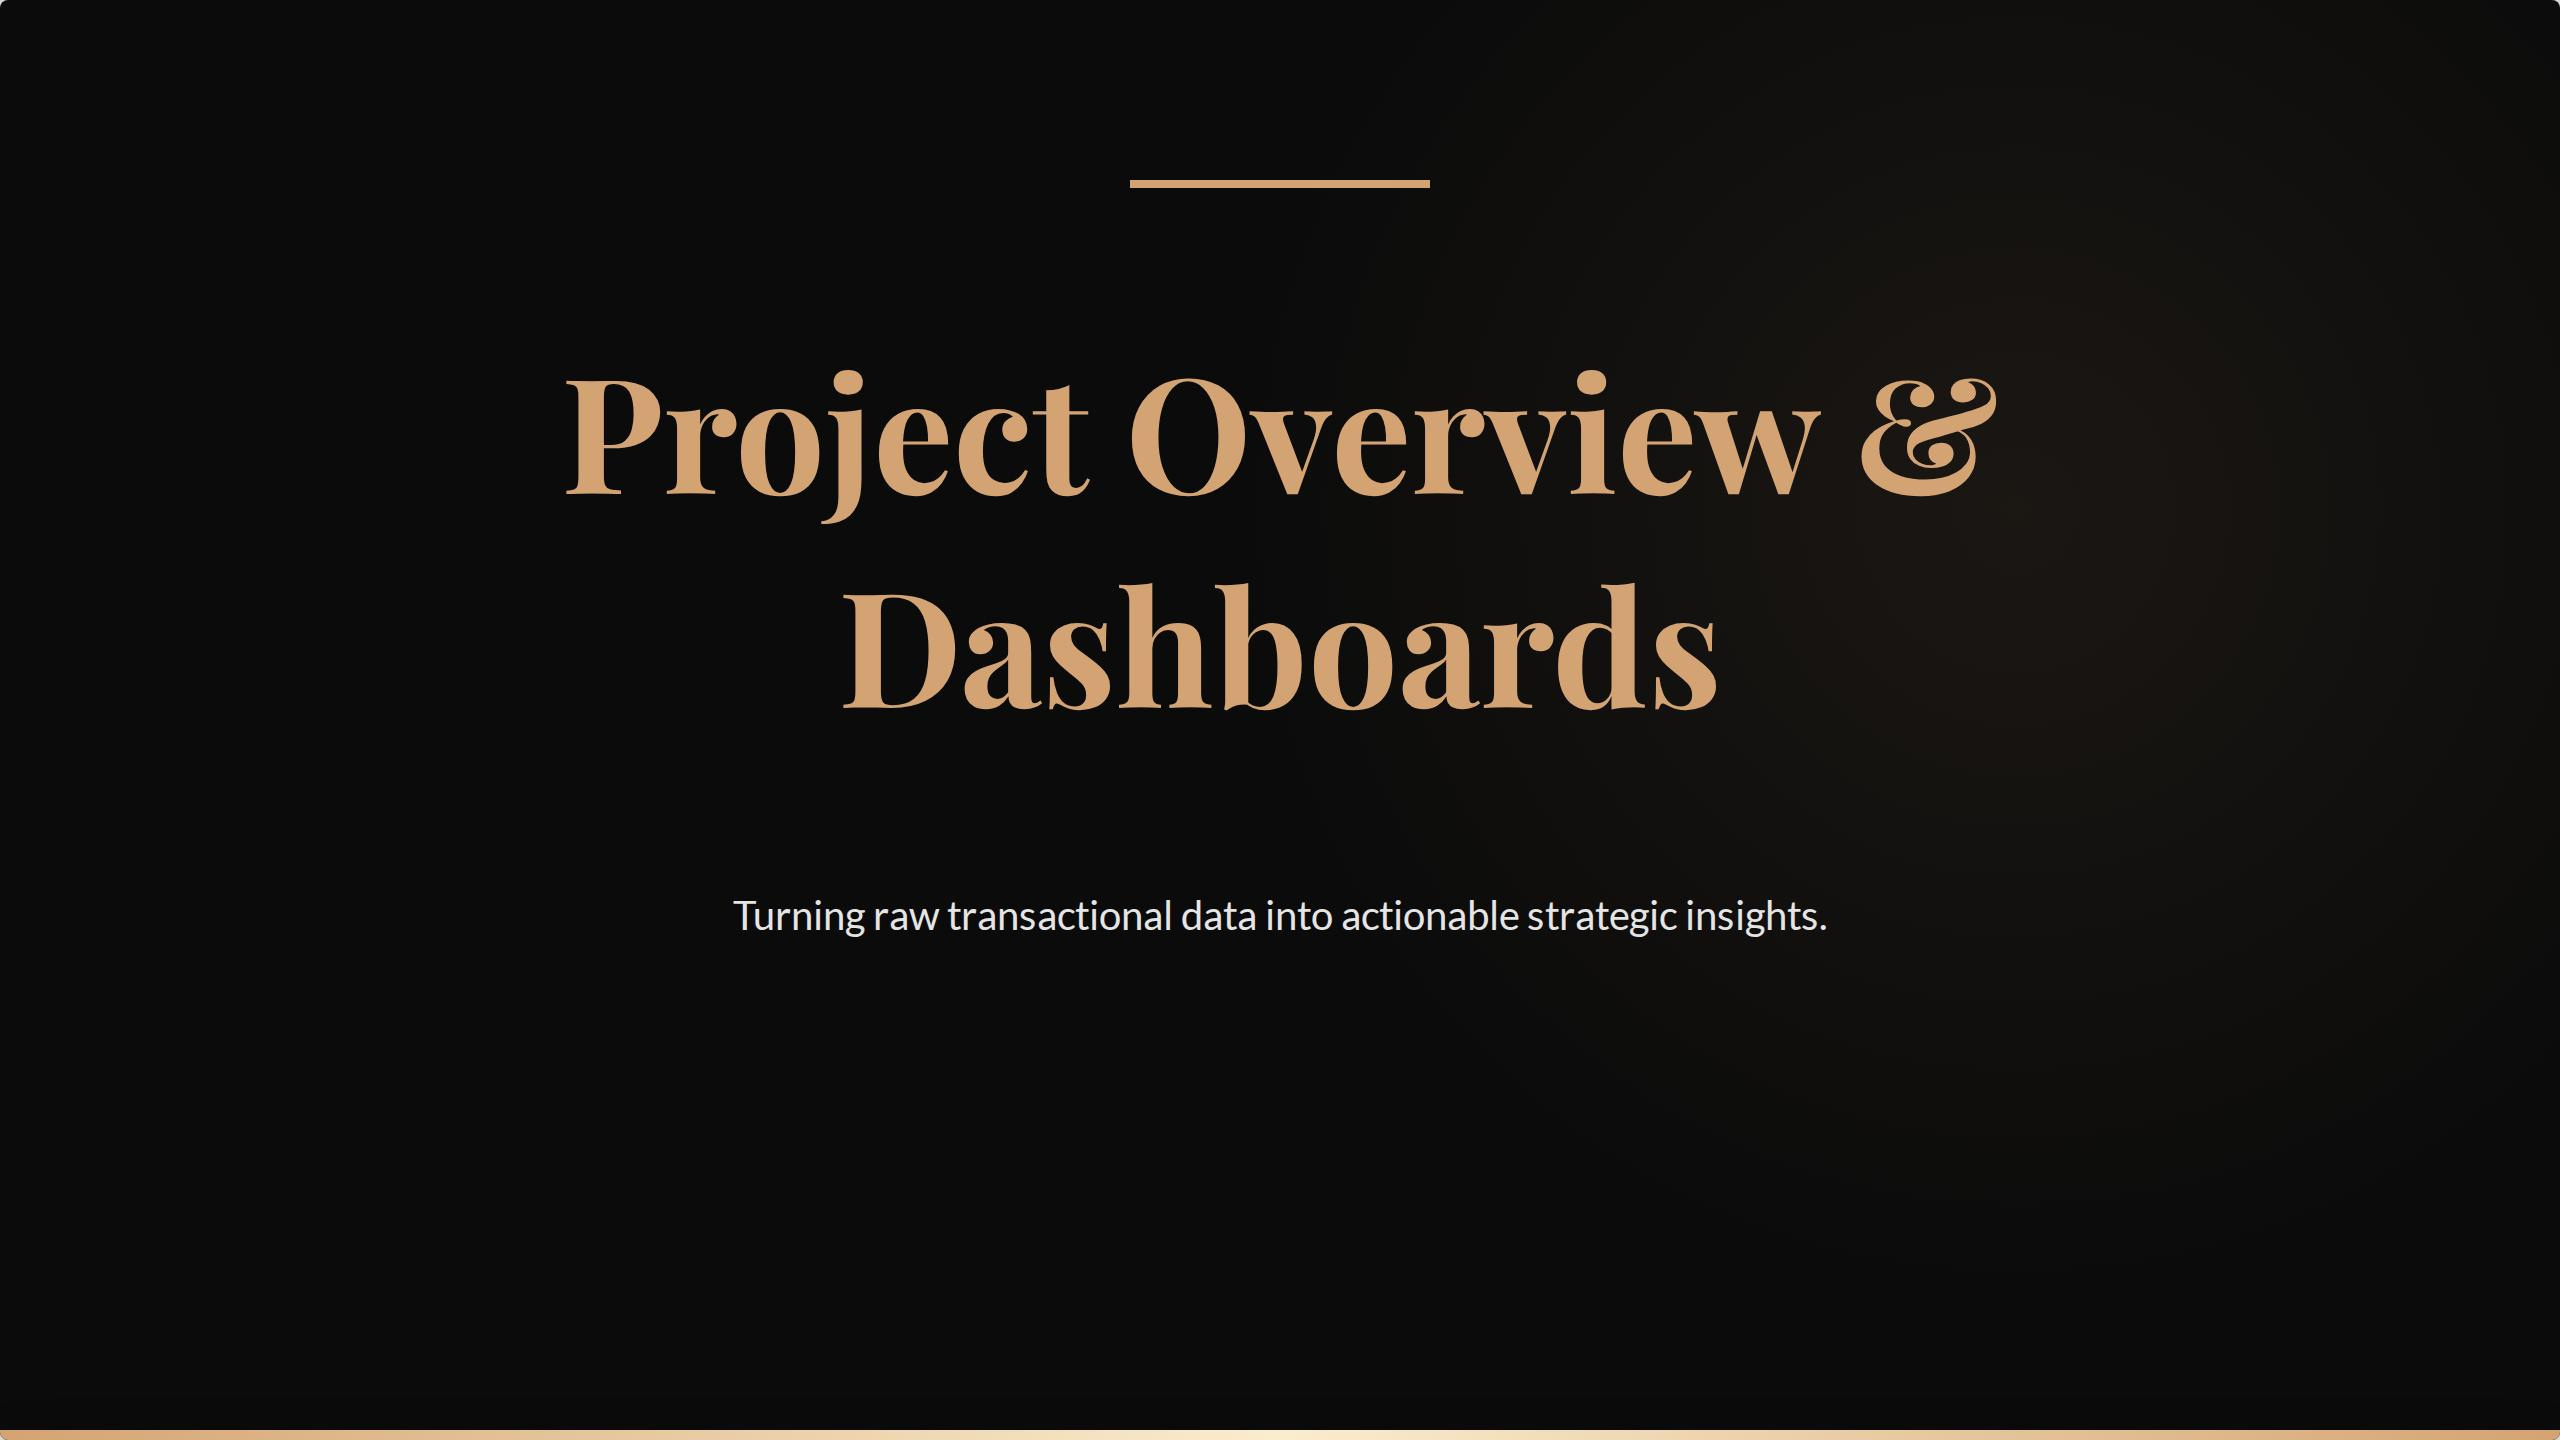 Project Overview &
Dashboards
Turning raw transactional data into actionable strategic insights.